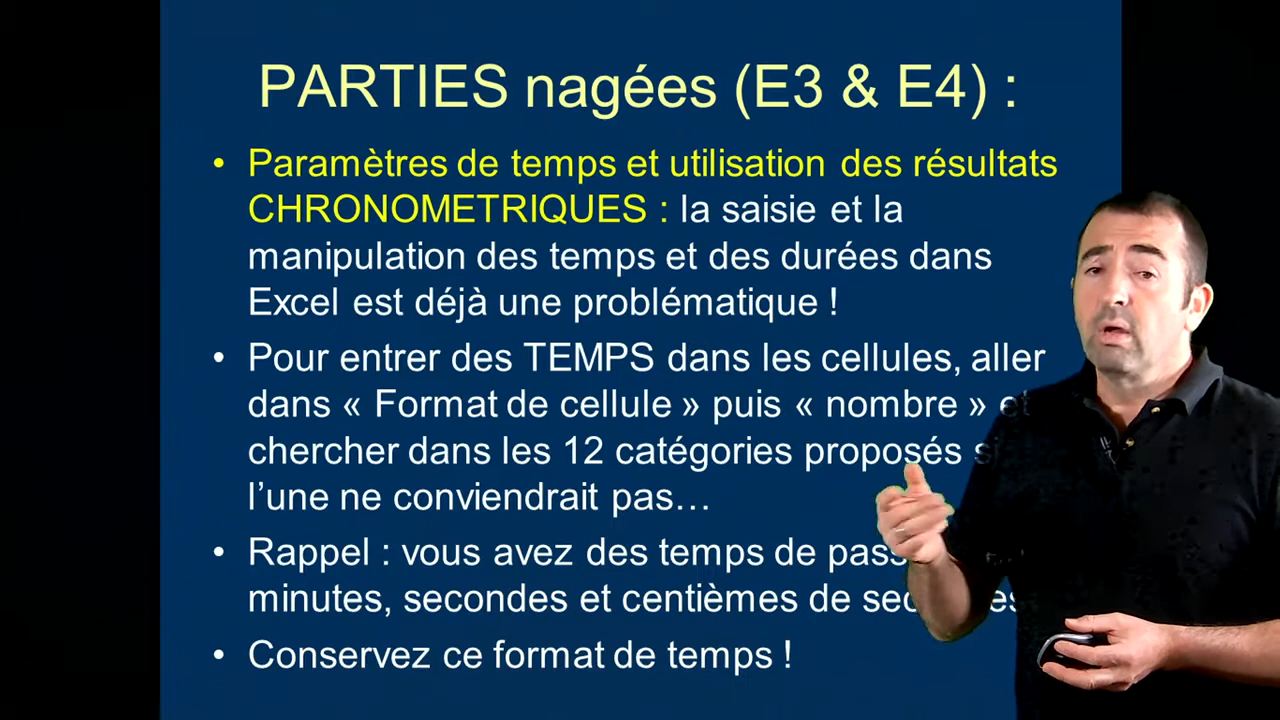 PARTIES nagées (E3 & E4) :
• Paramètres de temps et utilisation des résultats
CHRONOMETRIQUES : la saisie et la
manipulation des temps et des durées dans
Excel est déjà une problématique !
• Pour entrer des TEMPS dans les cellules, aller
dans « Format de cellule » puis « nombre » et
chercher dans les 12 catégories proposés si
l’une ne conviendrait pas…
• Rappel : vous avez des temps de
minutes, secondes et centièmes de
• Conservez ce format de temps !